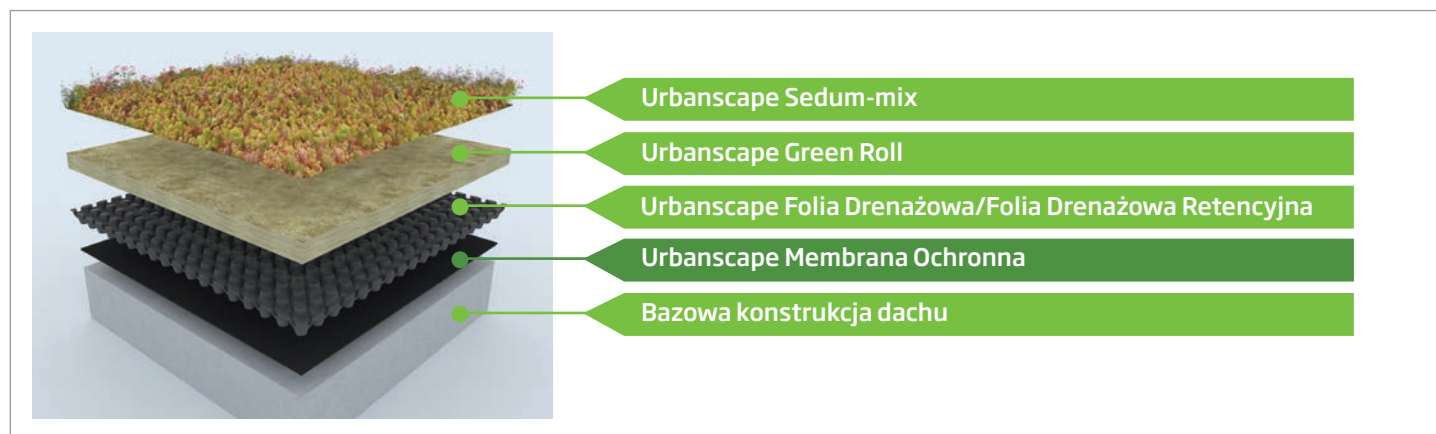 Urbanscape Sedum-mix
Urbanscape Green Roll
Urbanscape Folia Drenażowa/Folia Drenażowa Retencyjna
Urbanscape Membrana Ochronna
Bazowa konstrukcja dachu